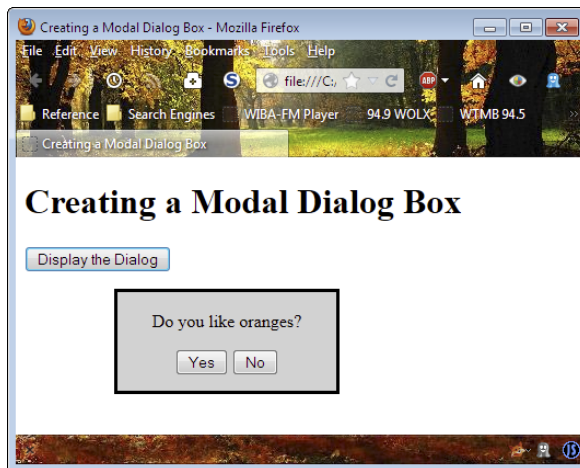 Creating a Modal Dialog Box - Mozilla Firefox
File Edit View History Bookmarks Tools Help
S file:///C:/ ABP
Reference Search Engines WIBA-FM Player 94.9 WOLX WTMB 94.5 »
Creating a Modal Dialog Box
Creating a Modal Dialog Box
Display the Dialog
Do you like oranges?
Yes No
JS